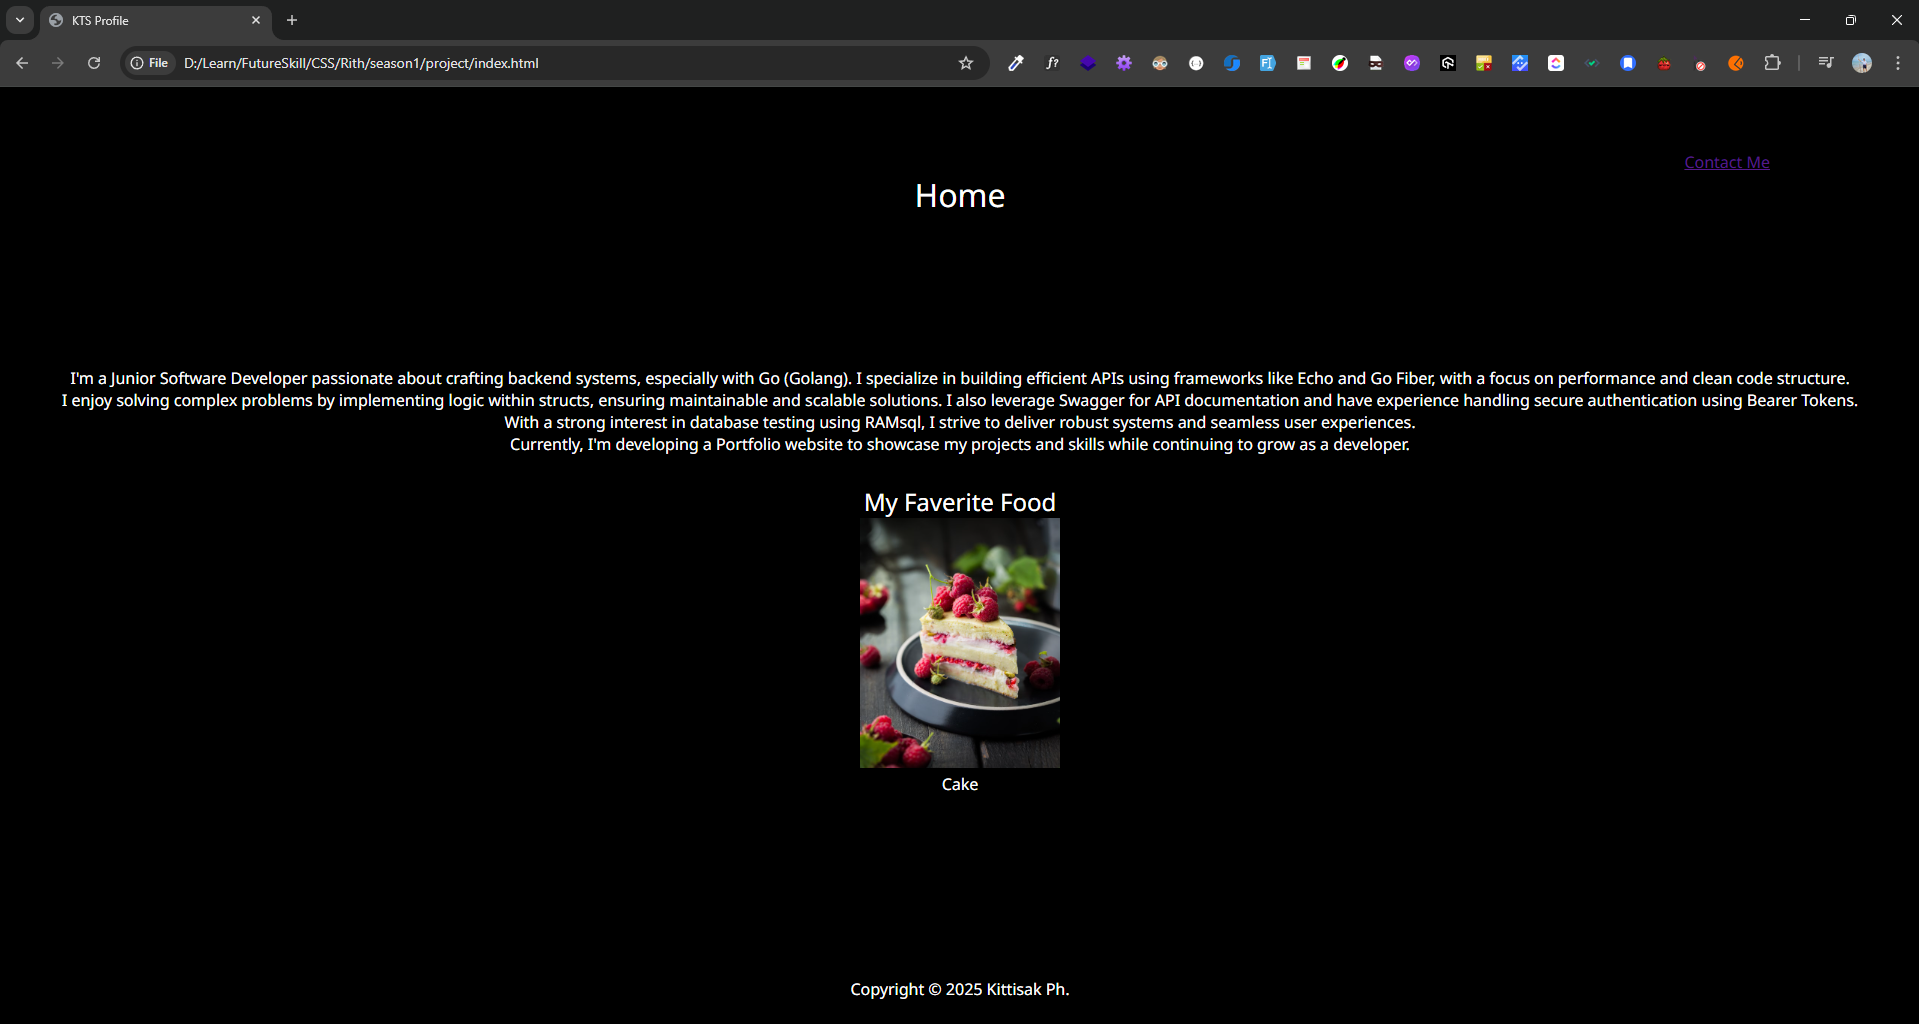 KTS Profile
File
D:/Learn/FutureSkill/CSS/Rith/season1/project/index.html
f?
FI
Contact Me
Home
I'm a Junior Software Developer passionate about crafting backend systems, especially with Go (Golang). I specialize in building efficient APIs using frameworks like Echo and Go Fiber, with a focus on performance and clean code structure.
I enjoy solving complex problems by implementing logic within structs, ensuring maintainable and scalable solutions. I also leverage Swagger for API documentation and have experience handling secure authentication using Bearer Tokens.
With a strong interest in database testing using RAMsql, I strive to deliver robust systems and seamless user experiences.
Currently, I'm developing a Portfolio website to showcase my projects and skills while continuing to grow as a developer.
My Faverite Food
Cake
Copyright © 2025 Kittisak Ph.